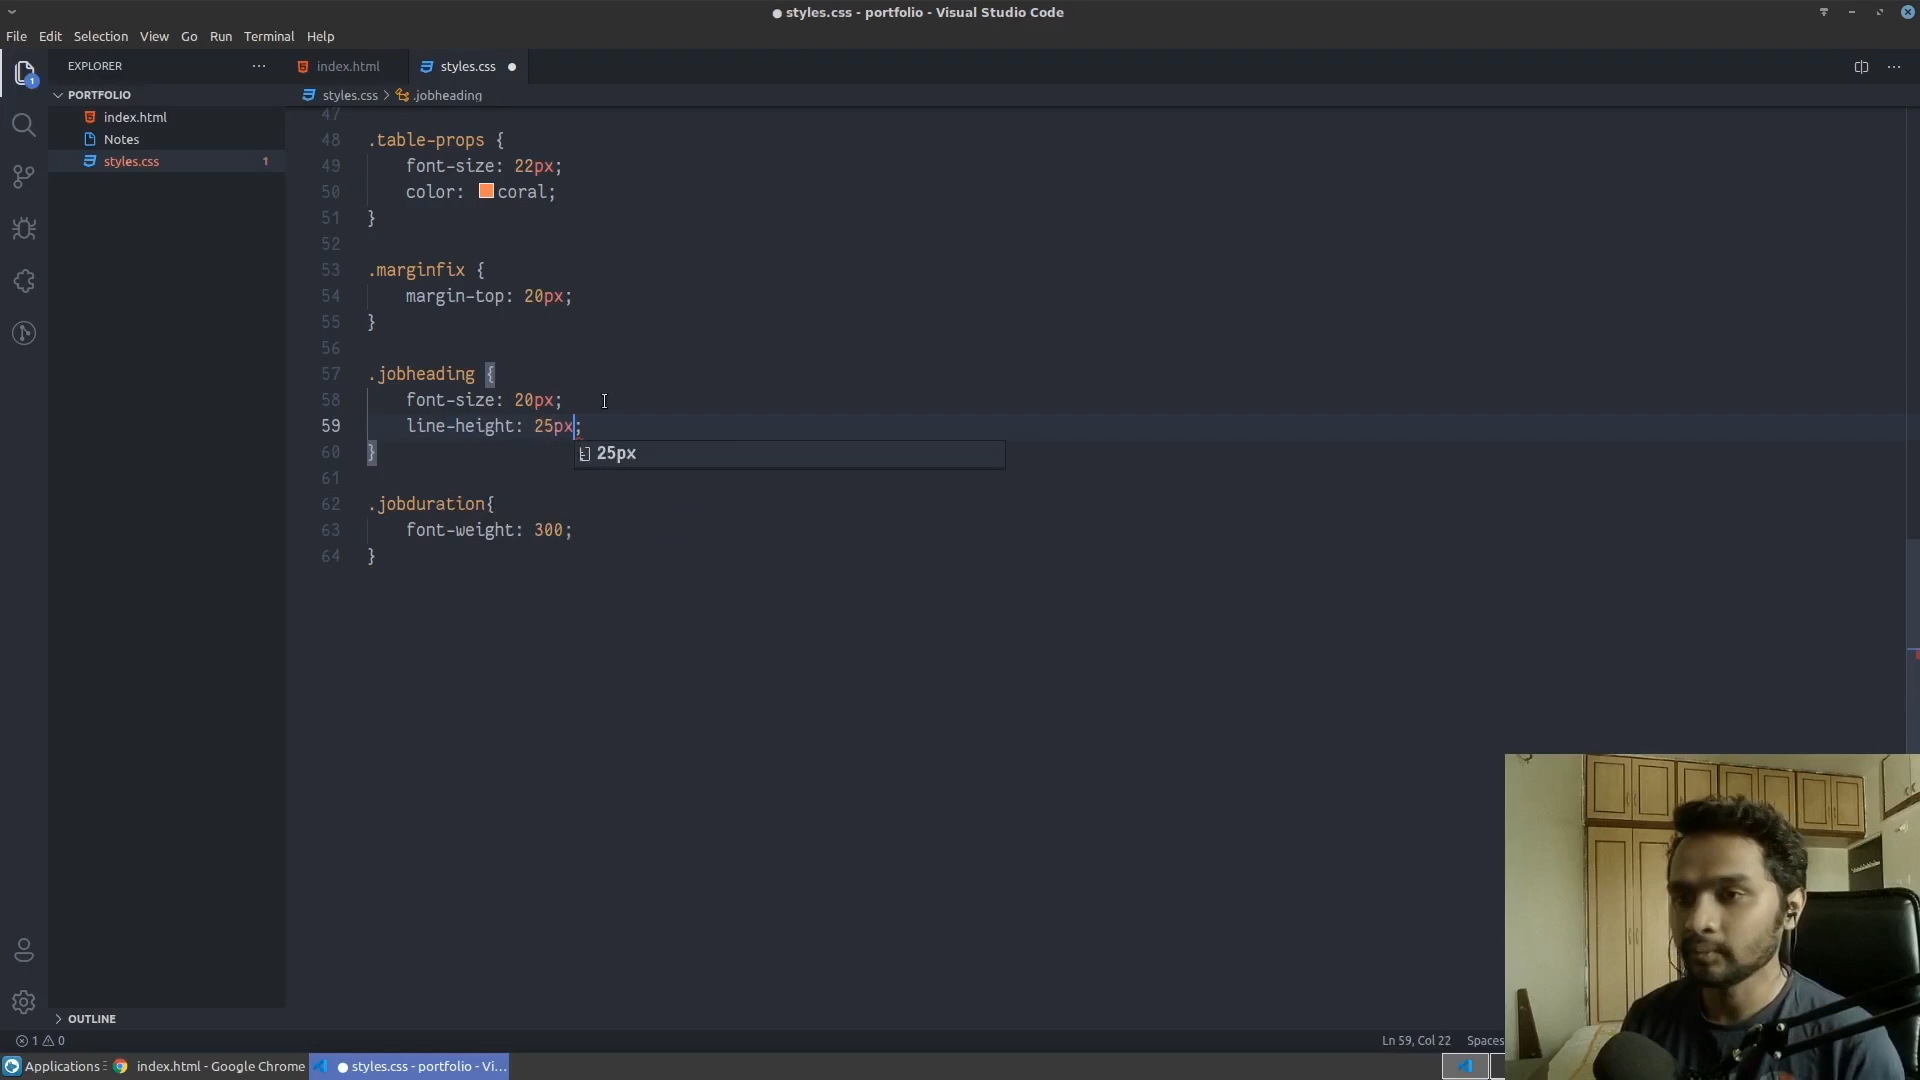 styles.css - portfolio - Visual Studio Code
File Edit Selection View Go Run Terminal Help
EXPLORER
index.html
styles.css
PORTFOLIO
styles.css > .jobheading
index.html
Notes
styles.css 1
1
47
48 .table-props {
49 font-size: 22px;
50 color: coral;
51 }
52
53 .marginfix {
54 margin-top: 20px;
55 }
56
57 .jobheading {
58 font-size: 20px;
59 line-height: 25px;
60 }
25px
61
62 .jobduration{
63 font-weight: 300;
64 }
OUTLINE
1 0
Ln 59, Col 22 Spaces
Applications index.html - Google Chrome styles.css - portfolio - Vi...